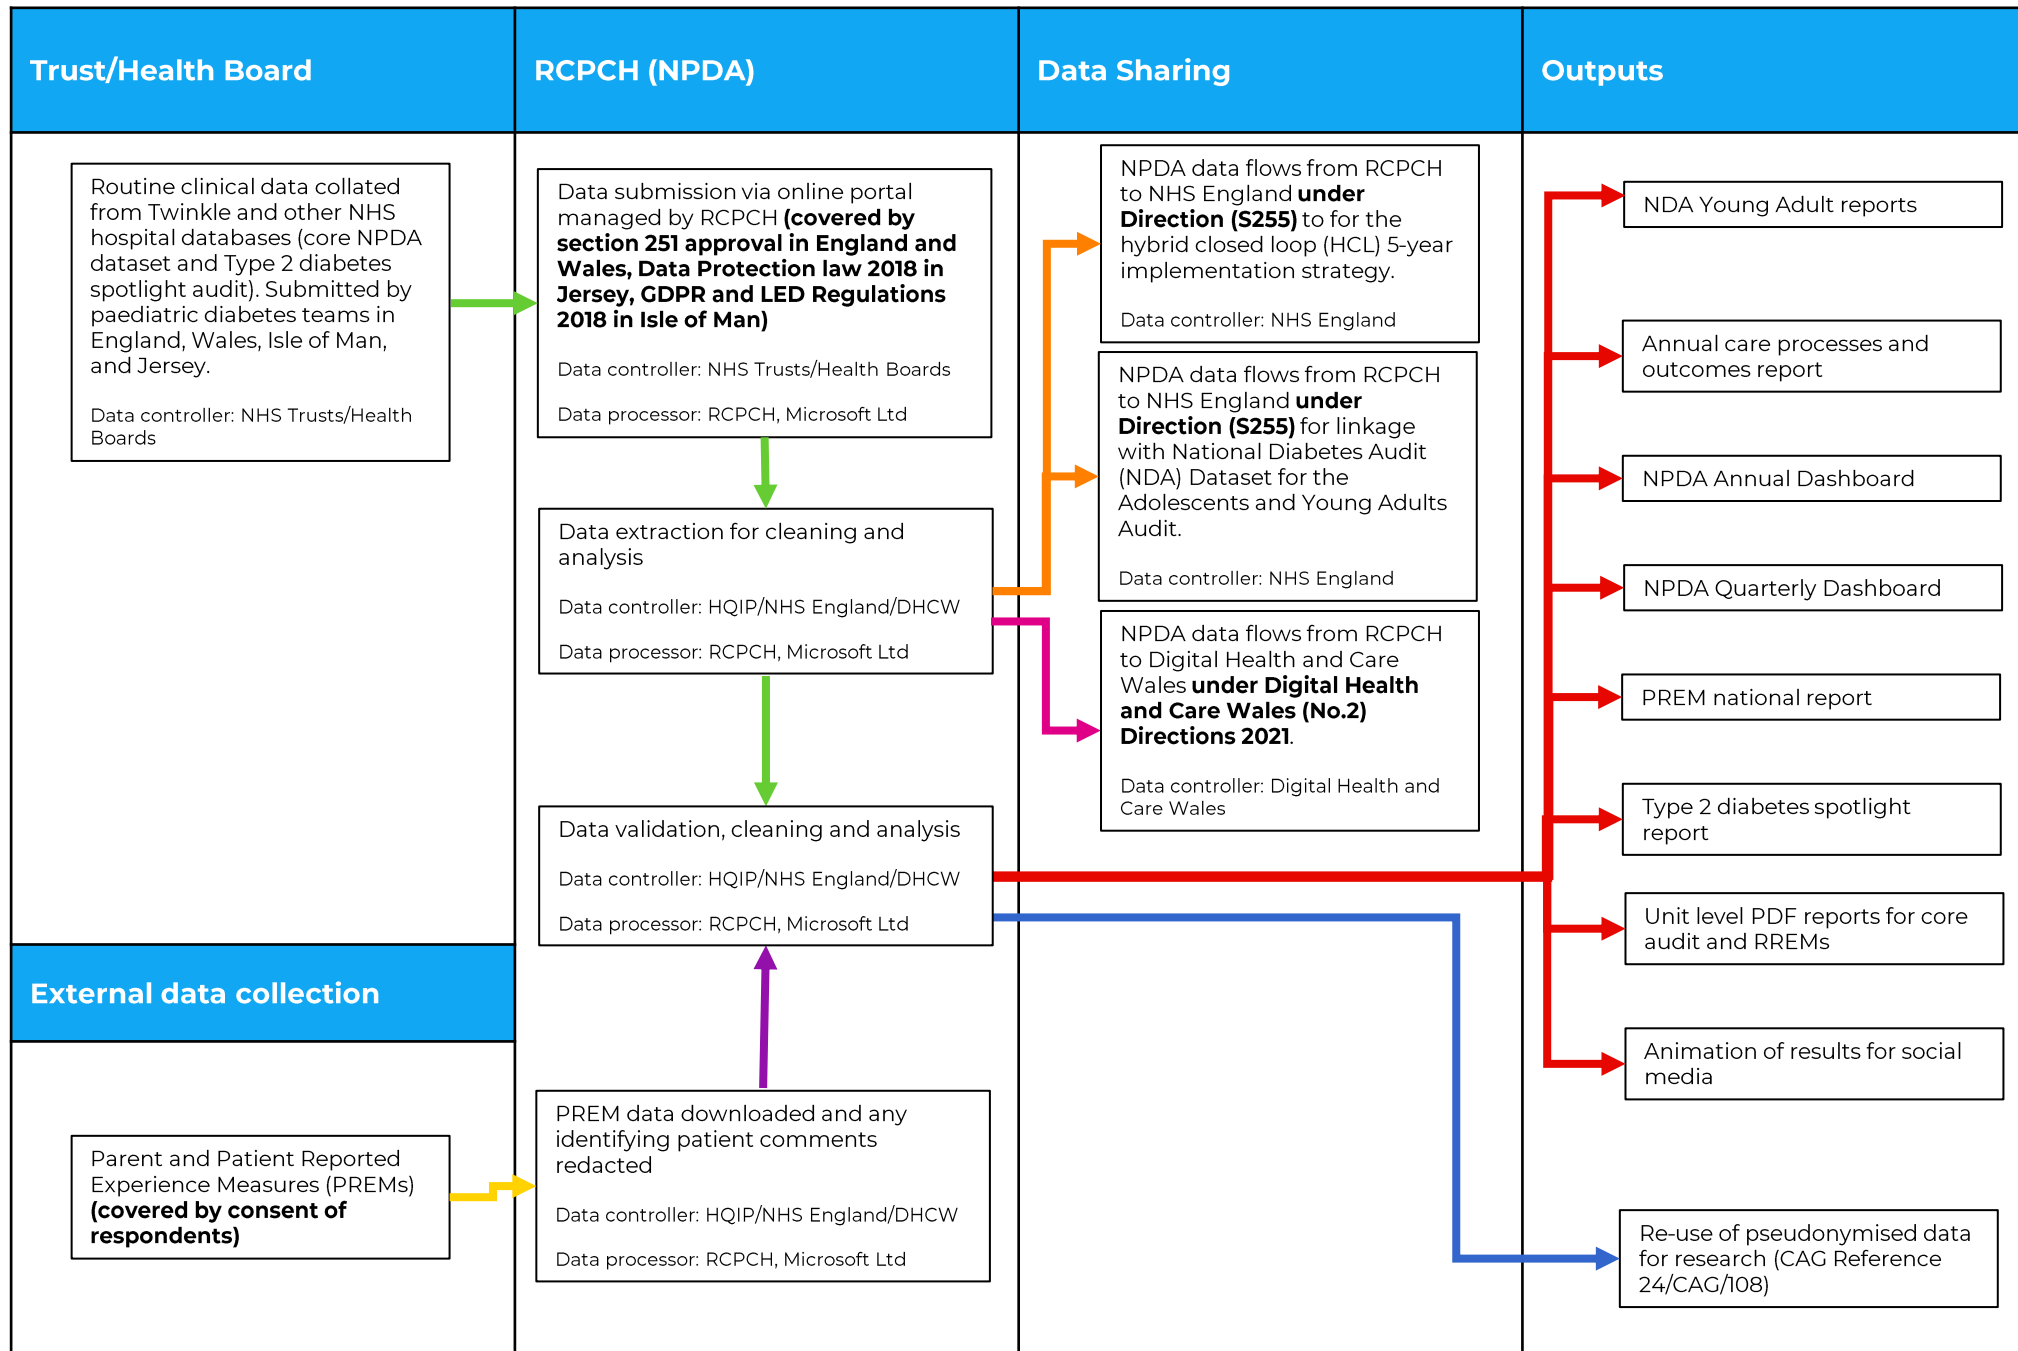 Trust/Health Board
RCPCH (NPDA)
Data Sharing
Outputs
Routine clinical data collated
from Twinkle and other NHS
hospital databases (core NPDA
dataset and Type 2 diabetes
spotlight audit). Submitted by
paediatric diabetes teams in
England, Wales, Isle of Man,
and Jersey.
Data controller: NHS Trusts/Health
Boards
External data collection
Parent and Patient Reported
Experience Measures (PREMs)
(covered by consent of
respondents)
Data submission via online portal
managed by RCPCH (covered by
section 251 approval in England and
Wales, Data Protection law 2018 in
Jersey, GDPR and LED Regulations
2018 in Isle of Man)
Data controller: NHS Trusts/Health Boards
Data processor: RCPCH, Microsoft Ltd
Data extraction for cleaning and
analysis
Data controller: HQIP/NHS England/DHCW
Data processor: RCPCH, Microsoft Ltd
Data validation, cleaning and analysis
Data controller: HQIP/NHS England/DHCW
Data processor: RCPCH, Microsoft Ltd
PREM data downloaded and any
identifying patient comments
redacted
Data controller: HQIP/NHS England/DHCW
Data processor: RCPCH, Microsoft Ltd
NPDA data flows from RCPCH
to NHS England under
Direction (S255) to for the
hybrid closed loop (HCL) 5-year
implementation strategy.
Data controller: NHS England
NPDA data flows from RCPCH
to NHS England under
Direction (S255) for linkage
with National Diabetes Audit
(NDA) Dataset for the
Adolescents and Young Adults
Audit.
Data controller: NHS England
NPDA data flows from RCPCH
to Digital Health and Care
Wales under Digital Health
and Care Wales (No.2)
Directions 2021.
Data controller: Digital Health and
Care Wales
NDA Young Adult reports
Annual care processes and
outcomes report
NPDA Annual Dashboard
NPDA Quarterly Dashboard
PREM national report
Type 2 diabetes spotlight
report
Unit level PDF reports for core
audit and RREMs
Animation of results for social
media
Re-use of pseudonymised data
for research (CAG Reference
24/CAG/108)